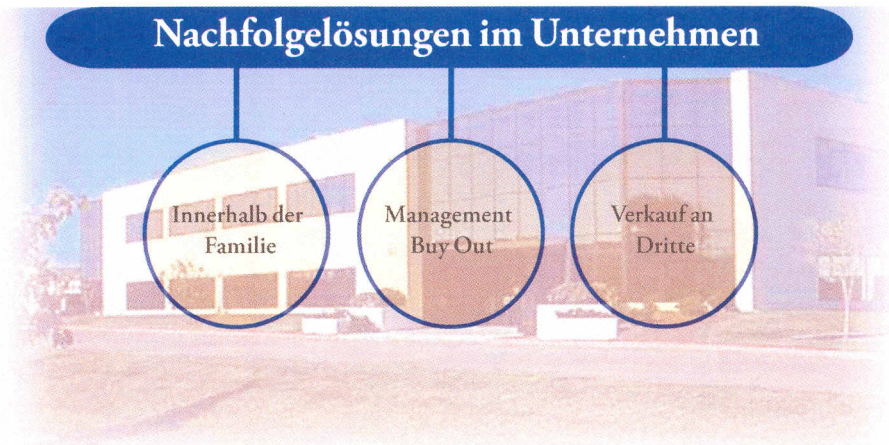 Nachfolgelösungen im Unternehmen
Innerhalb der
Familie
Management
Buy Out
Verkauf an
Dritte